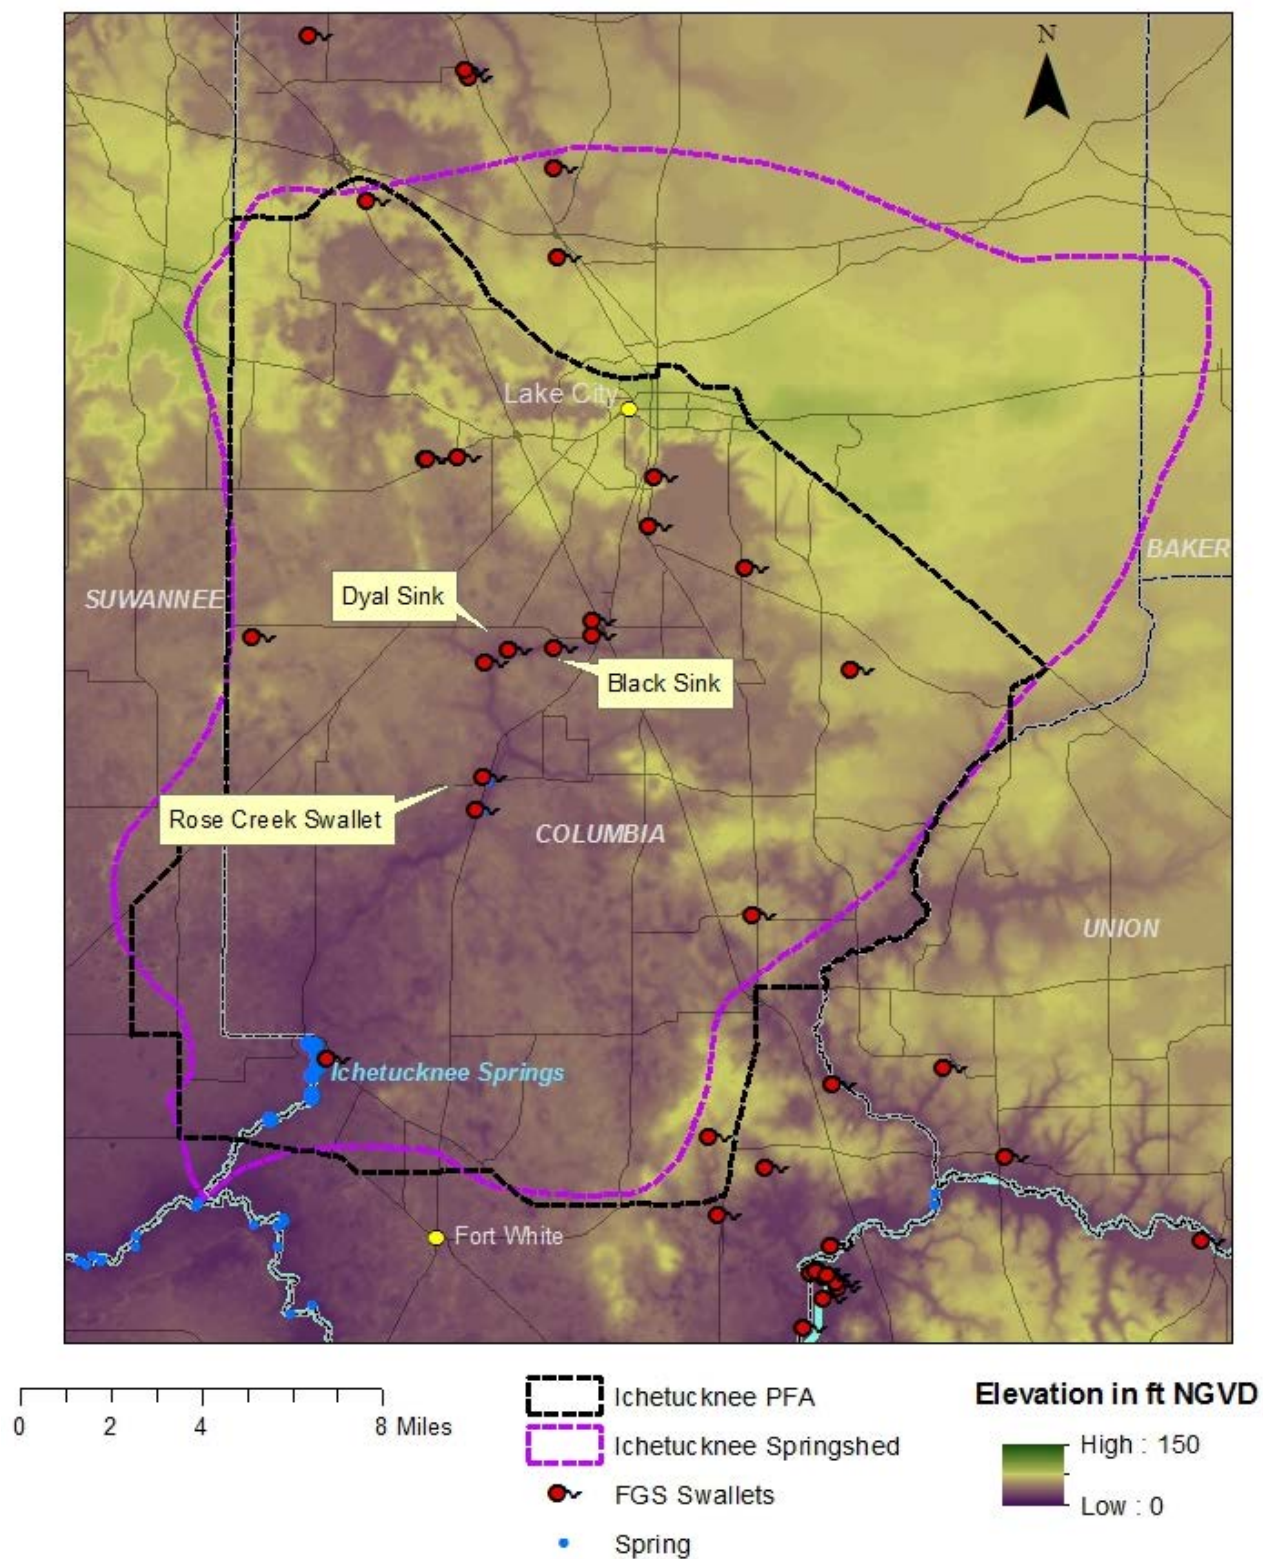 N
Lake City
BAKER
SUWANNEE
Dyal Sink
Black Sink
Rose Creek Swallet
COLUMBIA
UNION
Ichetucknee Springs
Fort White
0 2 4 8 Miles
Ichetucknee PFA
Ichetucknee Springshed
FGS Swallets
Spring
Elevation in ft NGVD
High : 150
Low : 0